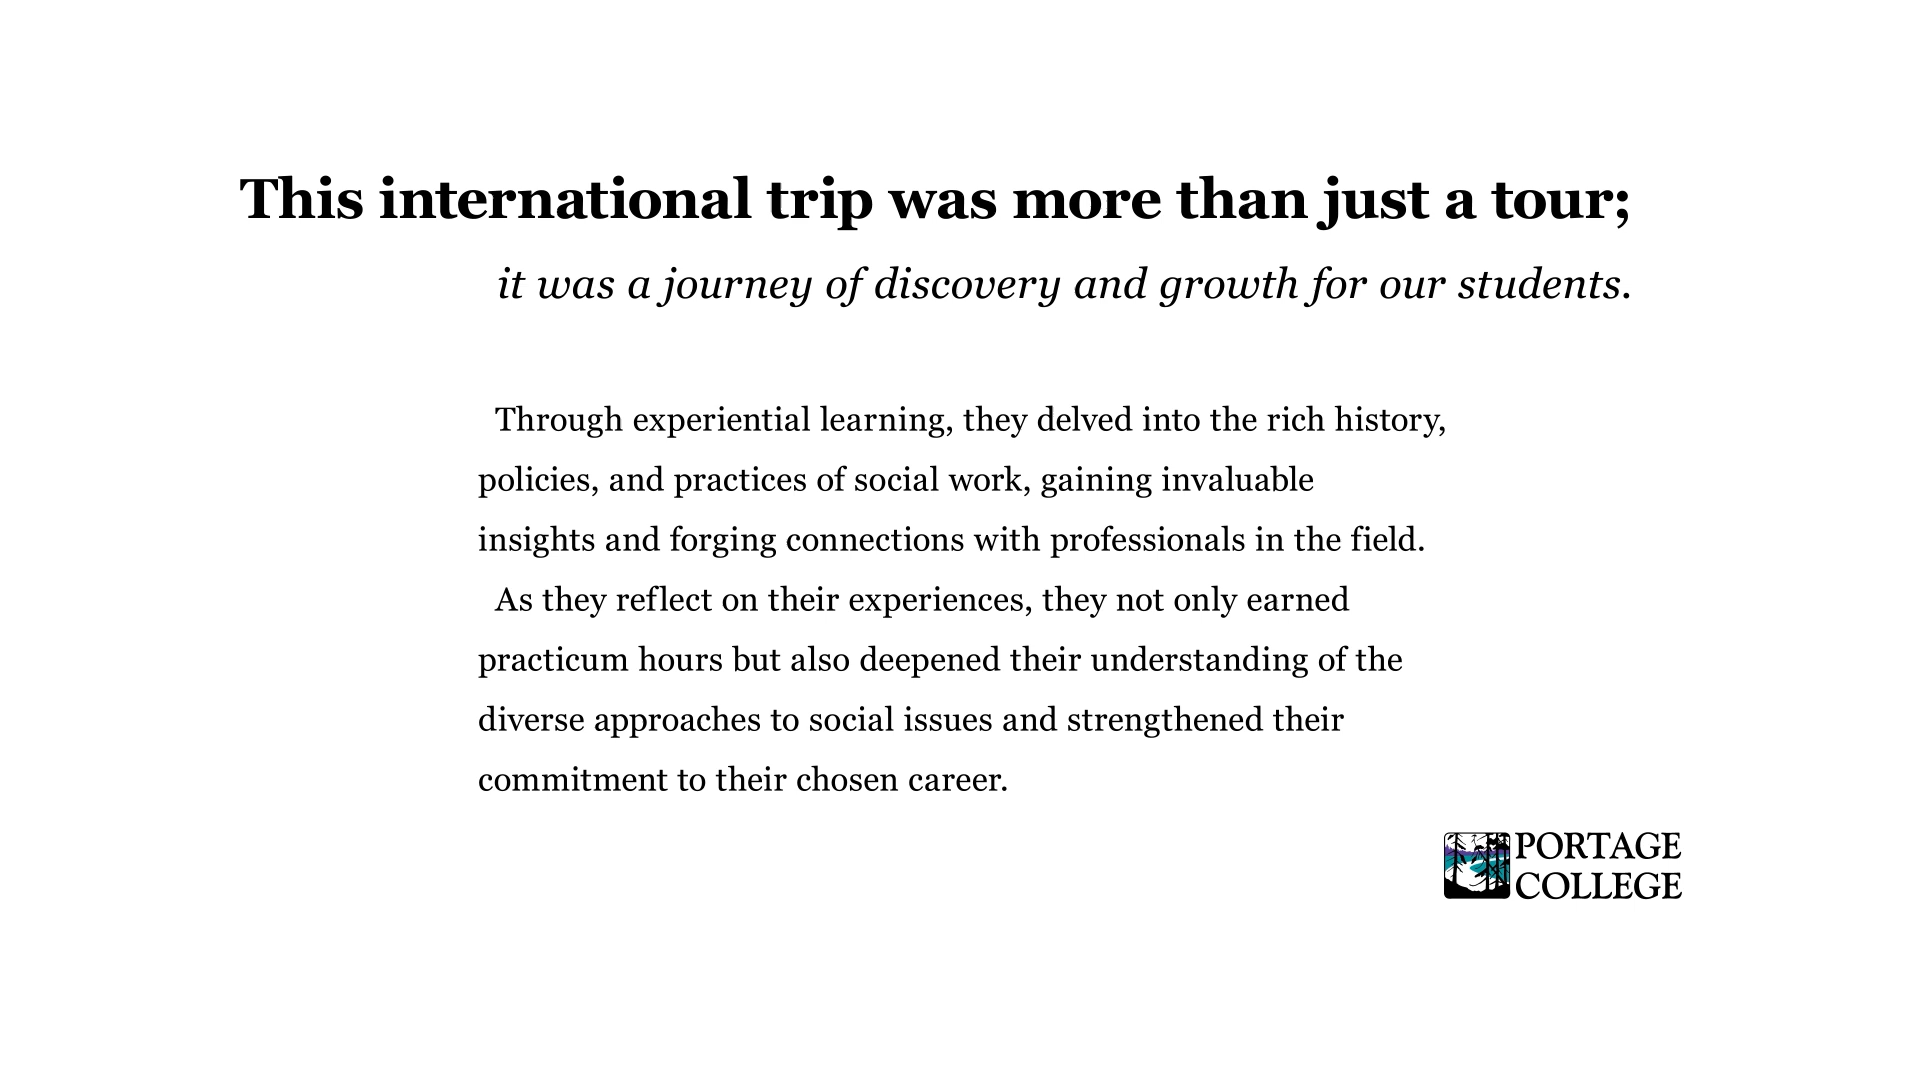 This international trip was more than just a tour;
it was a journey of discovery and growth for our students.
Through experiential learning, they delved into the rich history,
policies, and practices of social work, gaining invaluable
insights and forging connections with professionals in the field.
As they reflect on their experiences, they not only earned
practicum hours but also deepened their understanding of the
diverse approaches to social issues and strengthened their
commitment to their chosen career.
PORTAGE
COLLEGE